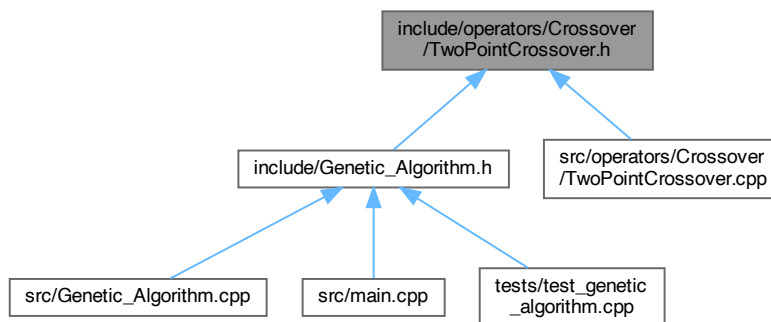 include/operators/Crossover
/TwoPointCrossover.h
include/Genetic_Algorithm.h
src/operators/Crossover
/TwoPointCrossover.cpp
src/Genetic_Algorithm.cpp
src/main.cpp
tests/test_genetic
_algorithm.cpp